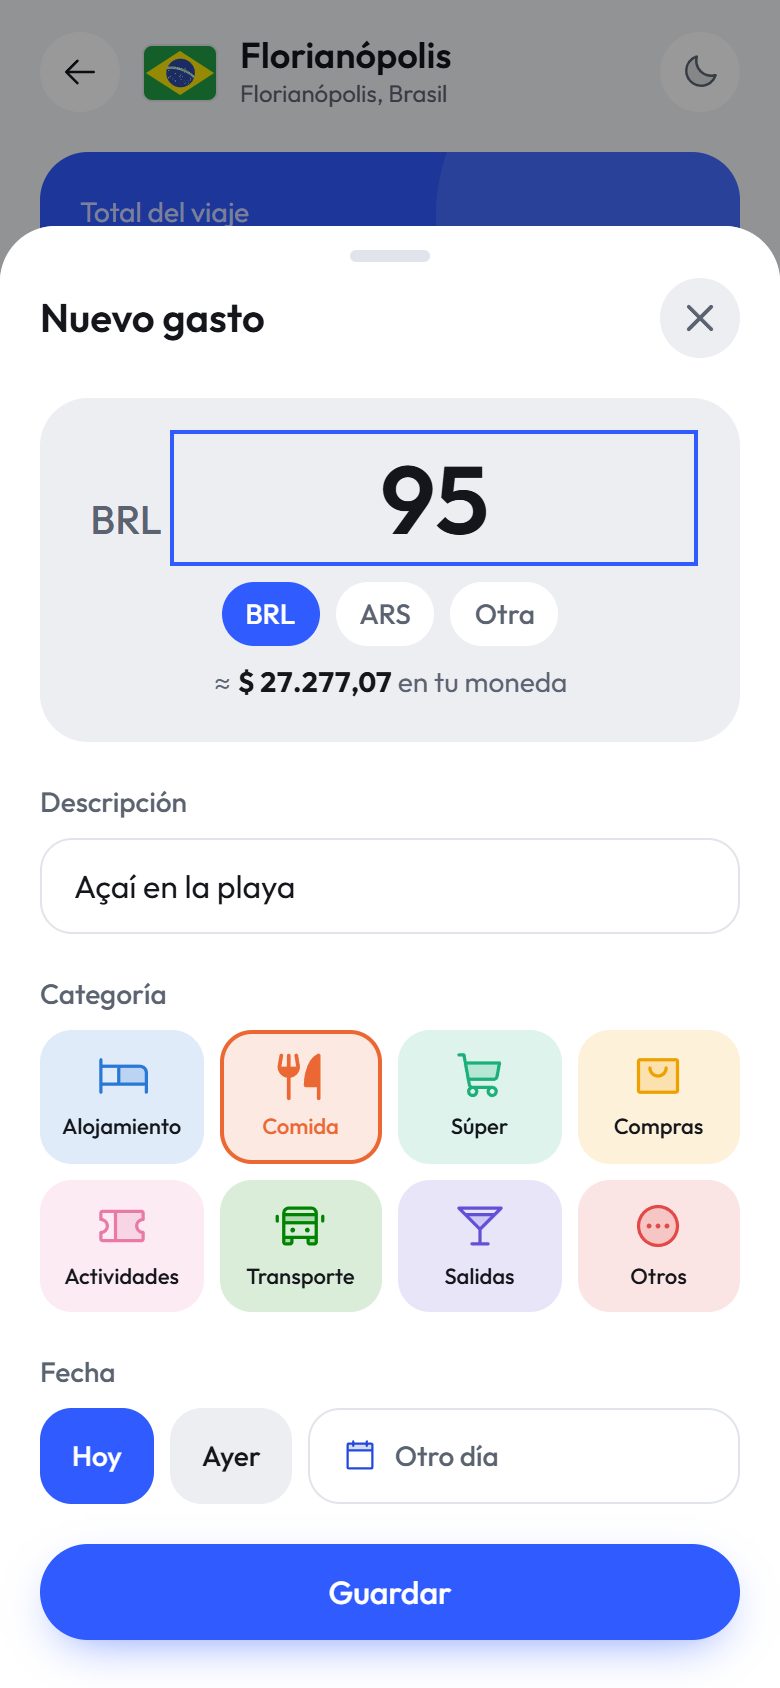 Florianópolis
Florianópolis, Brasil
Total del viaje
Nuevo gasto
BRL 95
BRL ARS Otra
≈ $ 27.277,07 en tu moneda
Descripción
Açaí en la playa
Categoría
Alojamiento Comida Súper Compras
Actividades Transporte Salidas Otros
Fecha
Hoy Ayer Otro día
Guardar